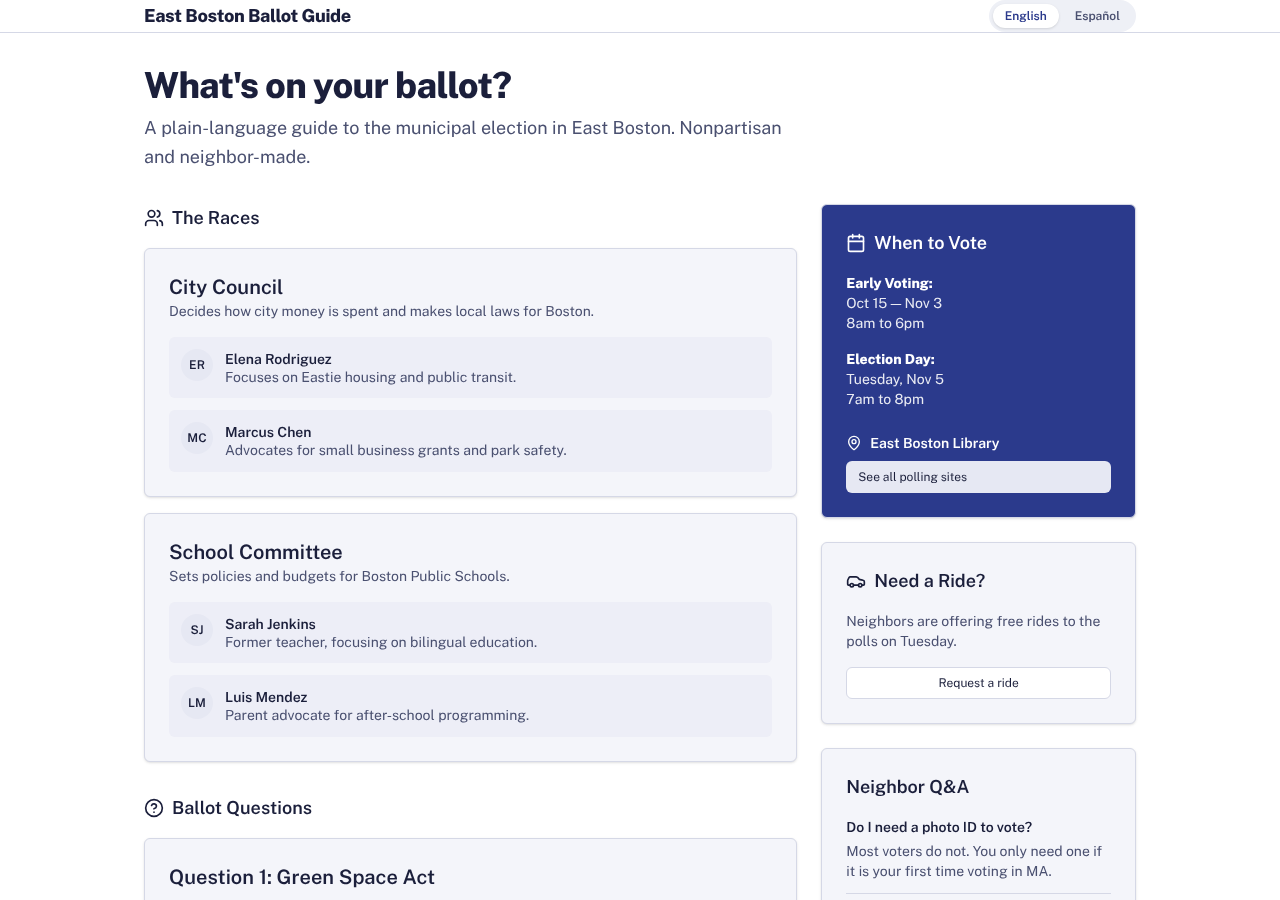 East Boston Ballot Guide
English
Español
What's on your ballot?
A plain-language guide to the municipal election in East Boston. Nonpartisan
and neighbor-made.
The Races
City Council
Decides how city money is spent and makes local laws for Boston.
ER
Elena Rodriguez
Focuses on Eastie housing and public transit.
MC
Marcus Chen
Advocates for small business grants and park safety.
School Committee
Sets policies and budgets for Boston Public Schools.
SJ
Sarah Jenkins
Former teacher, focusing on bilingual education.
LM
Luis Mendez
Parent advocate for after-school programming.
Ballot Questions
Question 1: Green Space Act
When to Vote
Early Voting:
Oct 15 — Nov 3
8am to 6pm
Election Day:
Tuesday, Nov 5
7am to 8pm
East Boston Library
See all polling sites
Need a Ride?
Neighbors are offering free rides to the
polls on Tuesday.
Request a ride
Neighbor Q&A
Do I need a photo ID to vote?
Most voters do not. You only need one if
it is your first time voting in MA.